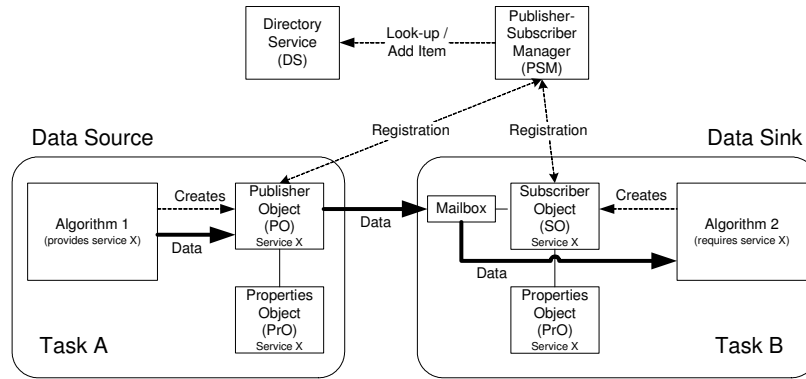 Directory
Service
(DS)
Look-up /
Add Item
Publisher-
Subscriber
Manager
(PSM)
Registration
Registration
Data Source
Data Sink
Algorithm 1
(provides service X)
Creates
Data
Publisher
Object
(PO)
Service X
Data
Mailbox
Subscriber
Object
(SO)
Service X
Creates
Algorithm 2
(requires service X)
Data
Properties
Object
(PrO)
Service X
Properties
Object
(PrO)
Service X
Task A
Task B